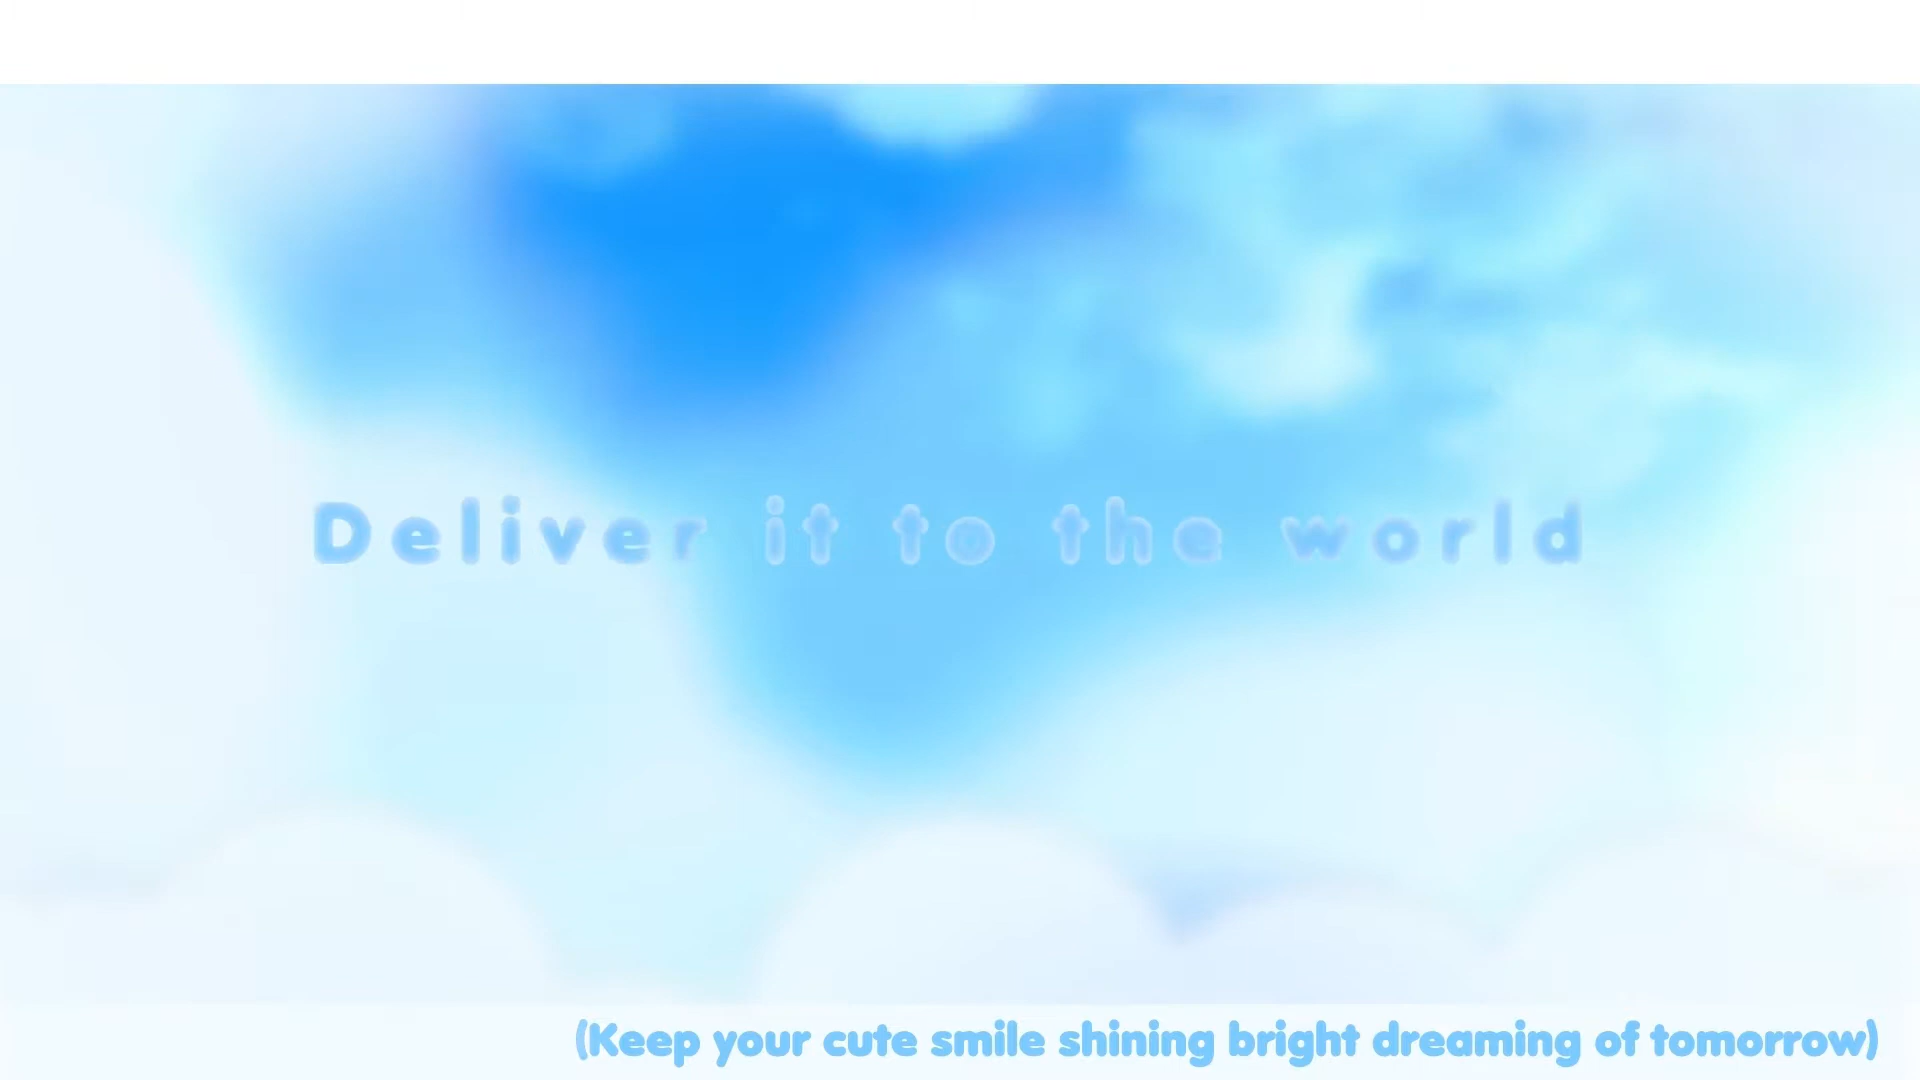 Deliver it to the world
(Keep your cute smile shining bright dreaming of tomorrow)